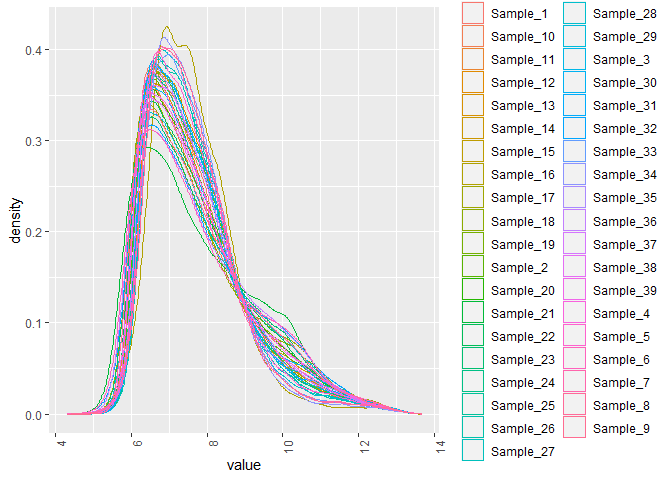 0.4
0.3
0.2
0.1
0.0
density
4
6
8
10
12
14
value
Sample_1
Sample_10
Sample_11
Sample_12
Sample_13
Sample_14
Sample_15
Sample_16
Sample_17
Sample_18
Sample_19
Sample_2
Sample_20
Sample_21
Sample_22
Sample_23
Sample_24
Sample_25
Sample_26
Sample_27
Sample_28
Sample_29
Sample_3
Sample_30
Sample_31
Sample_32
Sample_33
Sample_34
Sample_35
Sample_36
Sample_37
Sample_38
Sample_39
Sample_4
Sample_5
Sample_6
Sample_7
Sample_8
Sample_9